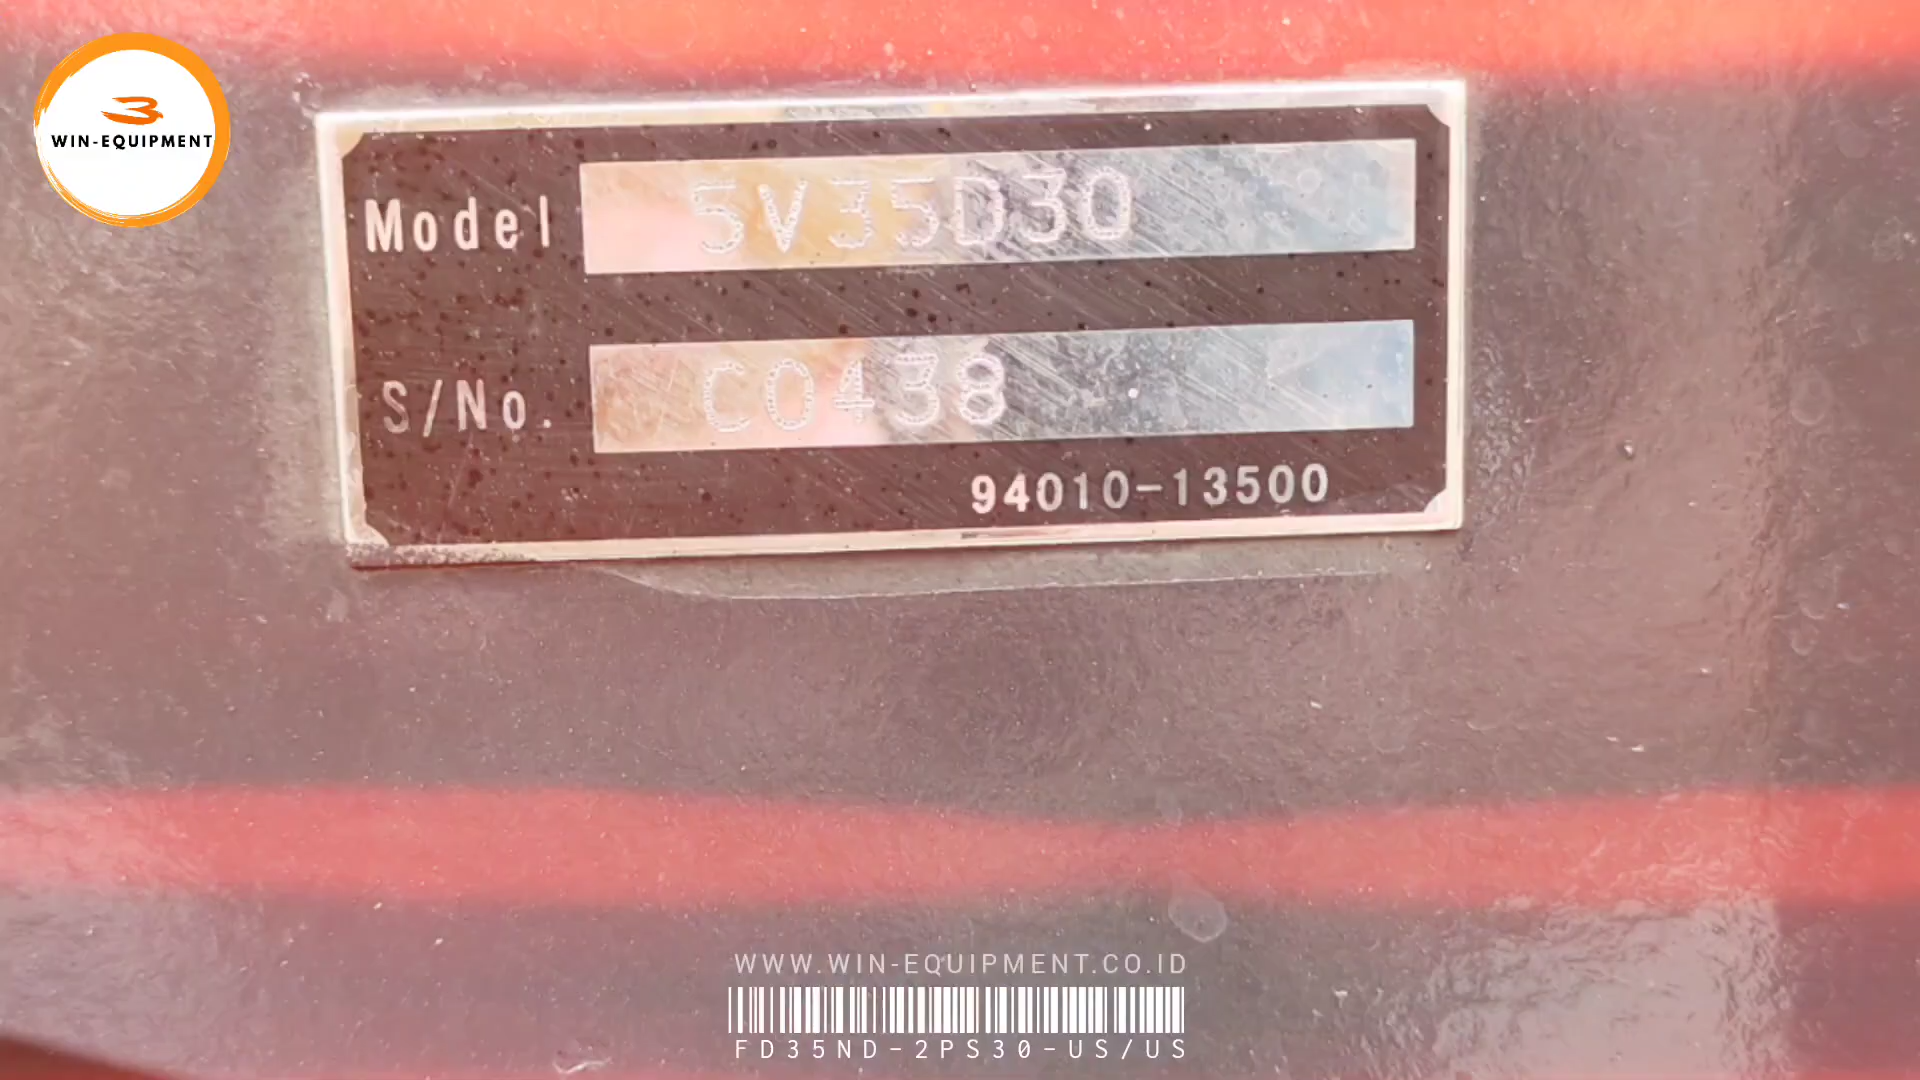 WIN-EQUIPMENT
Model 5V35D30
S/No. C0438
94010-13500
WWW.WIN-EQUIPMENT.CO.ID
FD35ND-2PS30-US/US